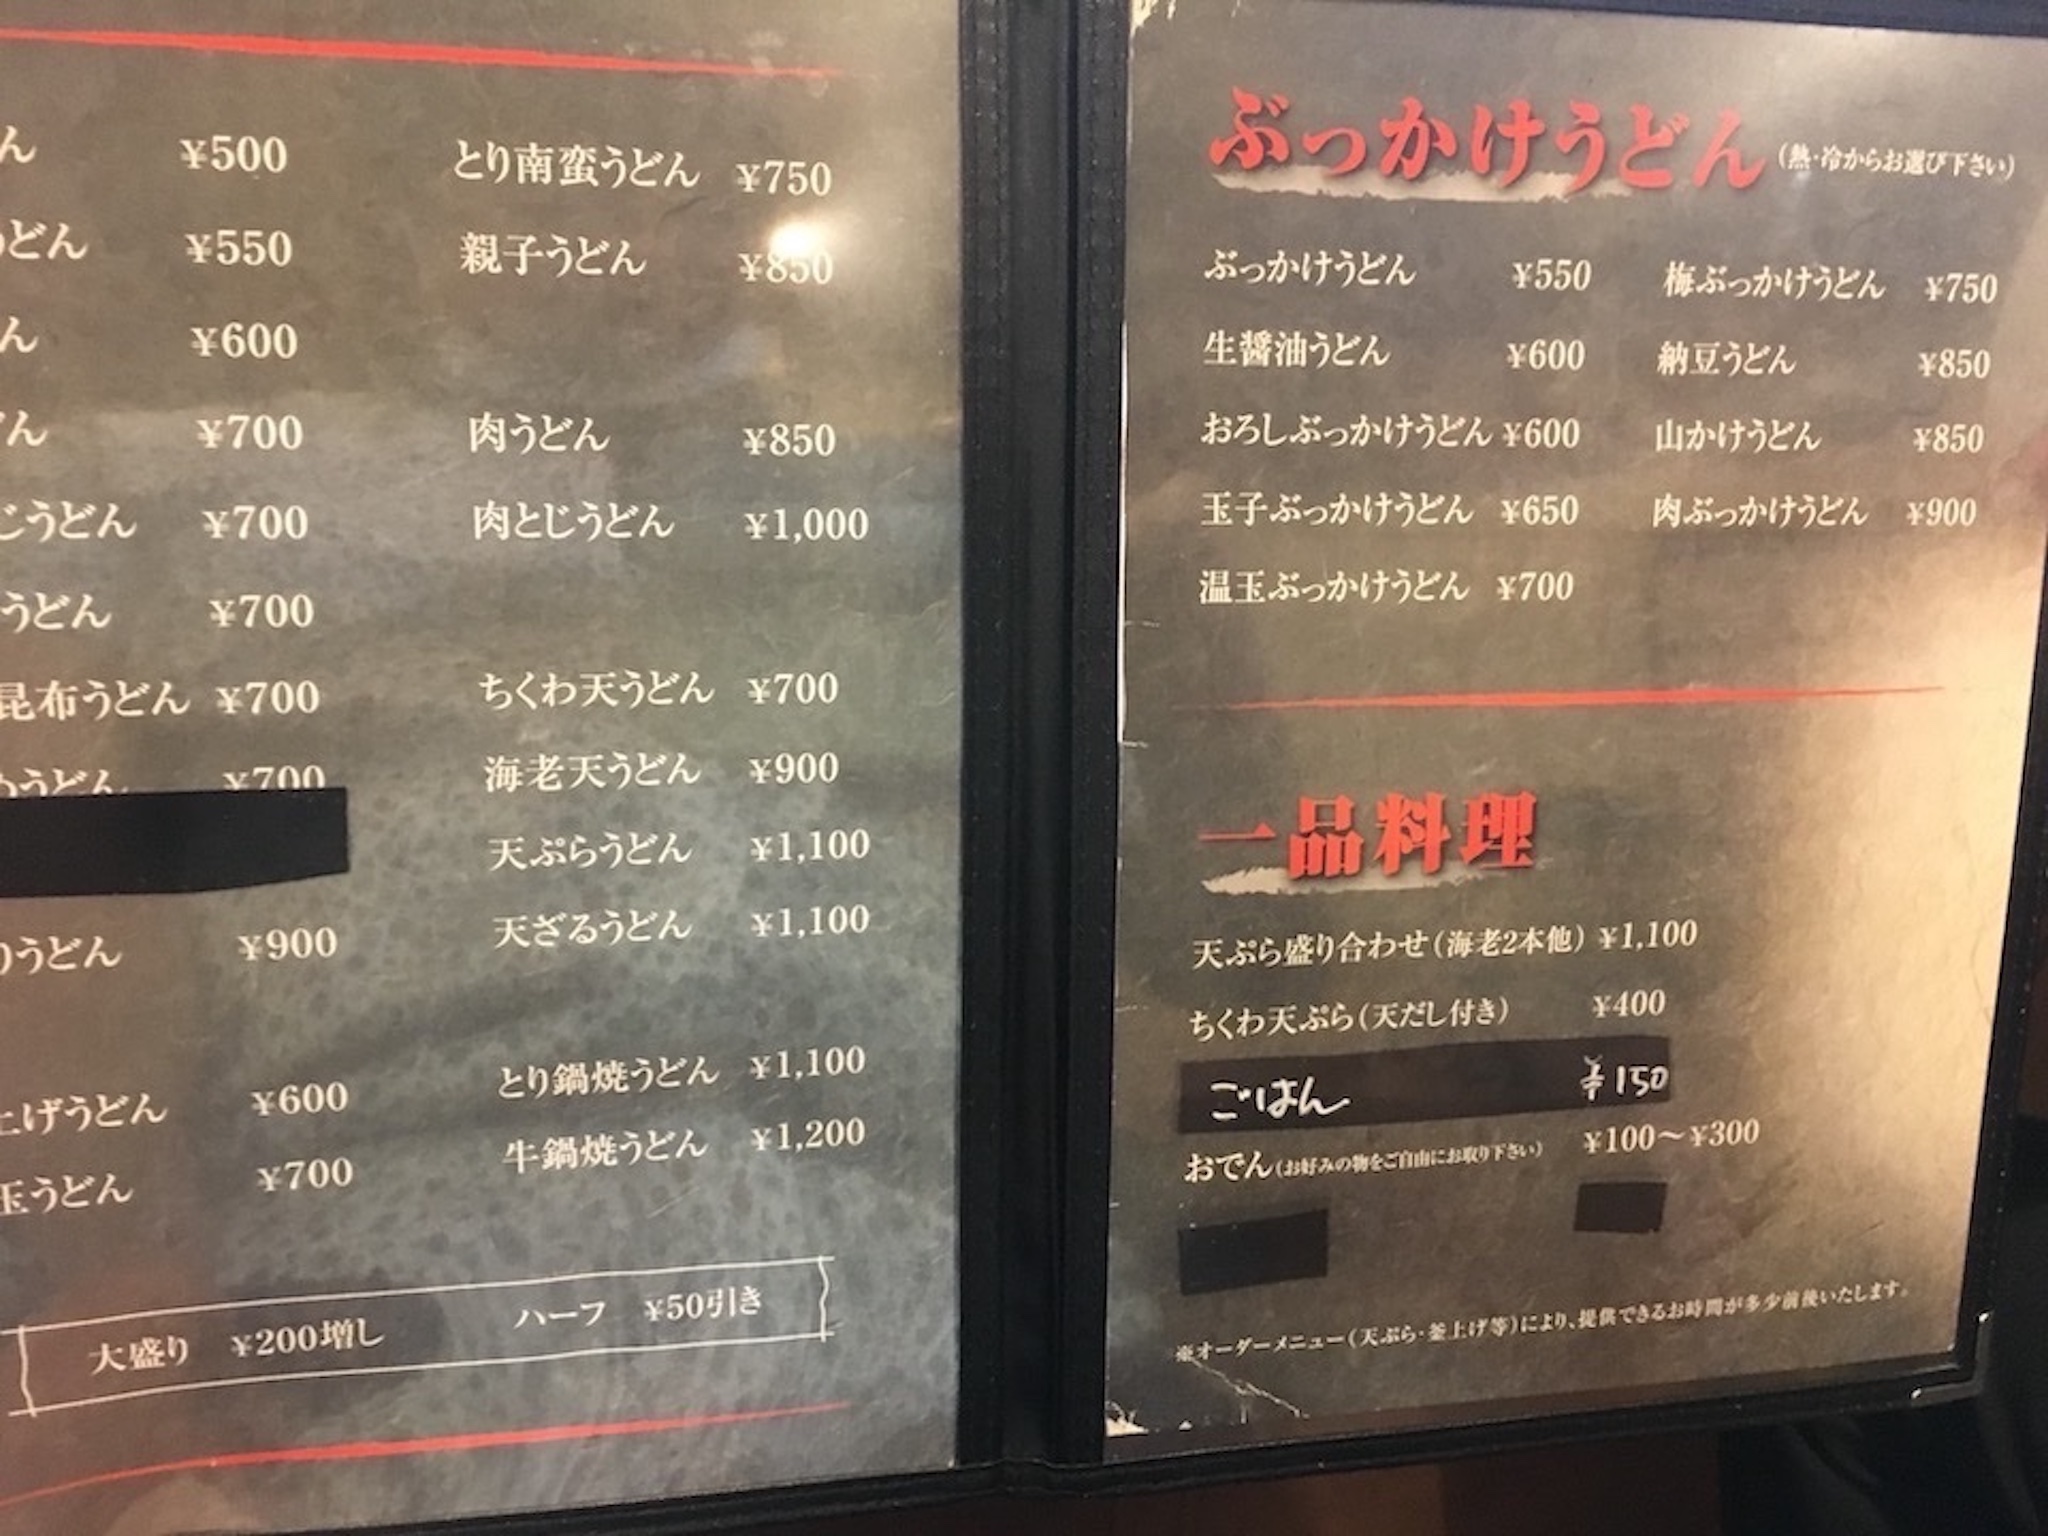 ん ¥500
うどん ¥550
ん ¥600
どん ¥700
じうどん ¥700
うどん ¥700
昆布うどん ¥700
うどん ¥700
うどん ¥900
上げうどん ¥600
玉うどん ¥700
とり南蛮うどん ¥750
親子うどん ¥850
肉うどん ¥850
肉とじうどん ¥1,000
ちくわ天うどん ¥700
海老天うどん ¥900
天ぷらうどん ¥1,100
天ざるうどん ¥1,100
とり鍋焼うどん ¥1,100
牛鍋焼うどん ¥1,200
大盛り ¥200増し ハーフ ¥50引き
ぶっかけうどん (熱・冷からお選び下さい)
ぶっかけうどん ¥550
生醤油うどん ¥600
おろしぶっかけうどん ¥600
玉子ぶっかけうどん ¥650
温玉ぶっかけうどん ¥700
梅ぶっかけうどん ¥750
納豆うどん ¥850
山かけうどん ¥850
肉ぶっかけうどん ¥900
一品料理
天ぷら盛り合わせ(海老2本他) ¥1,100
ちくわ天ぷら(天だし付き) ¥400
ごはん ¥150
おでん(お好みの物をご自由にお取り下さい) ¥100～¥300
※オーダーメニュー(天ぷら・釜上げ等)により、提供できるお時間が多少前後いたします。